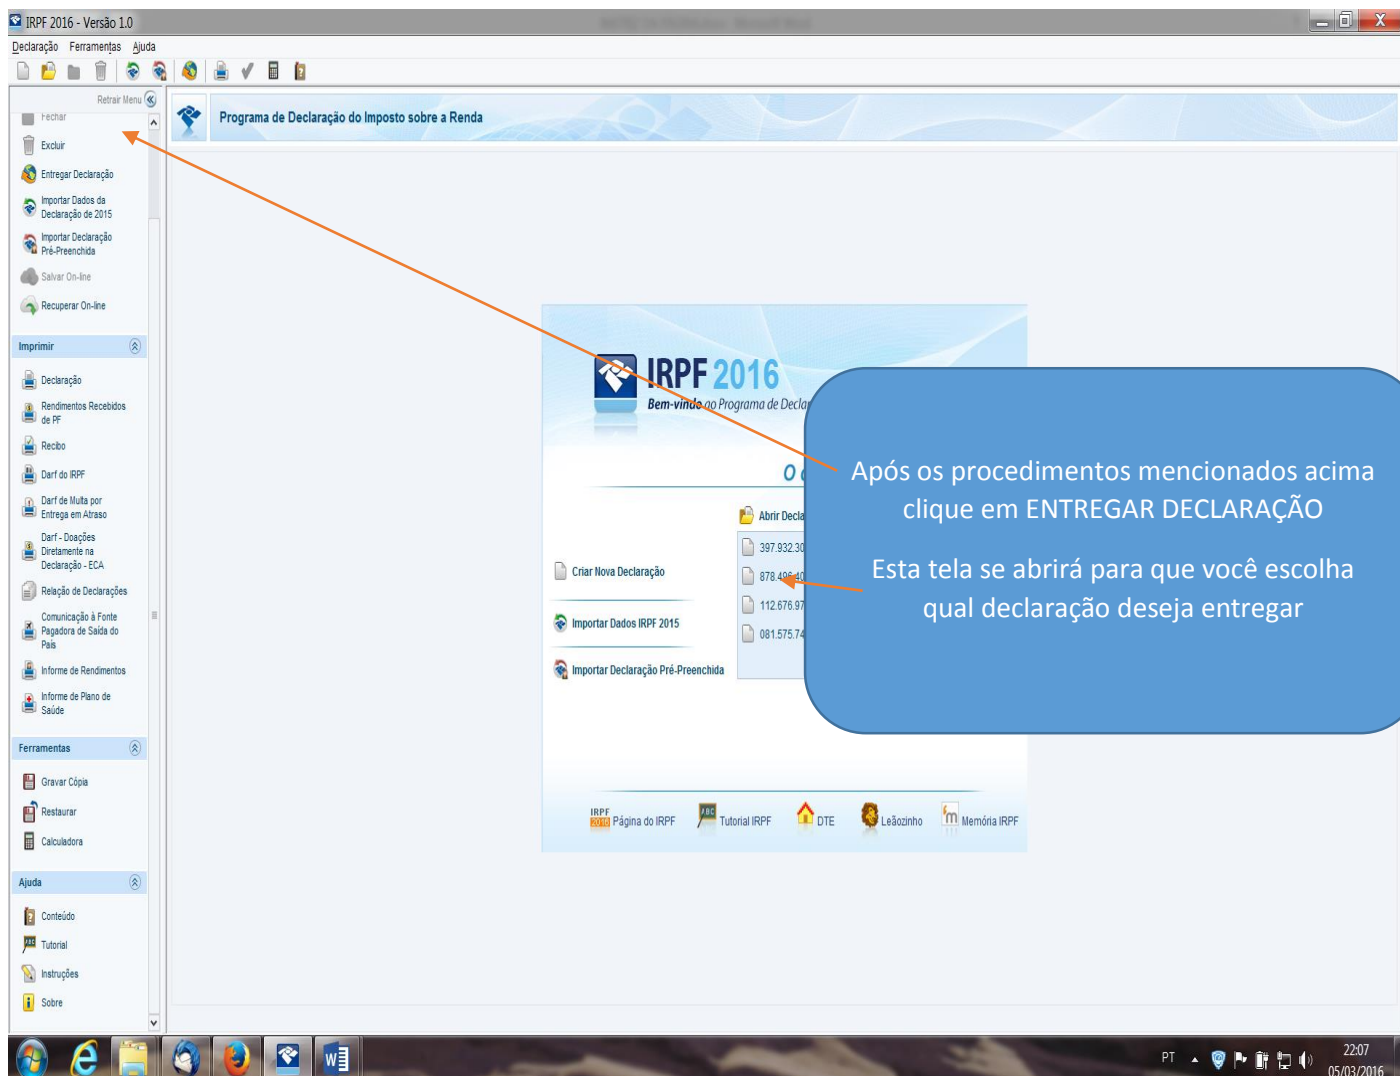 IRPF 2016 - Versão 1.0
Declaração Ferramentas Ajuda
Retrair Menu
Fechar
Excluir
Entregar Declaração
Importar Dados da
Declaração de 2015
Importar Declaração
Pré-Preenchida
Salvar On-line
Recuperar On-line
Imprimir
Declaração
Rendimentos Recebidos
de PF
Recibo
Darf do IRPF
Darf de Multa por
Entrega em Atraso
Darf - Doações
Diretamente na
Declaração - ECA
Relação de Declarações
Comunicação à Fonte
Pagadora de Saída do
País
Informe de Rendimentos
Informe de Plano de
Saúde
Ferramentas
Gravar Cópia
Restaurar
Calculadora
Ajuda
Conteúdo
Tutorial
Instruções
Sobre
Programa de Declaração do Imposto sobre a Renda
IRPF 2016
Bem-vindo ao Programa de Declar
O
Abrir Decla
397.932.30
878.496.40
112.676.97
081.575.74
Criar Nova Declaração
Importar Dados IRPF 2015
Importar Declaração Pré-Preenchida
Após os procedimentos mencionados acima
clique em ENTREGAR DECLARAÇÃO
Esta tela se abrirá para que você escolha
qual declaração deseja entregar
IRPF 2016 Página do IRPF
ABC Tutorial IRPF
DTE
Leãozinho
m Memória IRPF
PT
22:07
05/03/2016